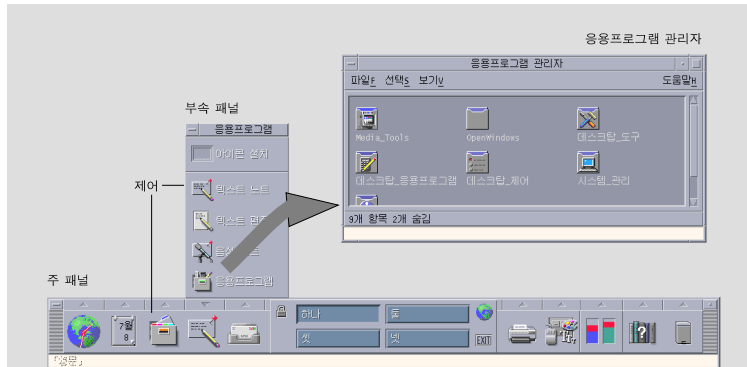 응용프로그램 관리자
응용프로그램 관리자
파일F 선택S 보기V 도움말H
Media_Tools OpenWindows 데스크탑_도구
데스크탑_응용프로그램 데스크탑_제어 시스템_관리
9개 항목 2개 숨김
부속 패널
응용프로그램
아이콘 설치
제어
텍스트 노트
텍스트
음성
응용프로그램
주 패널
7월
8
하나 둘
셋 넷
EXIT